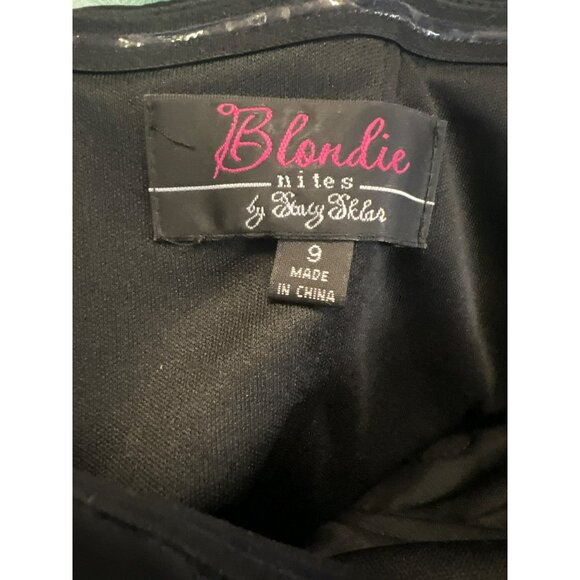 Blondie
nites
by Stacy Sklar
9
MADE
IN CHINA